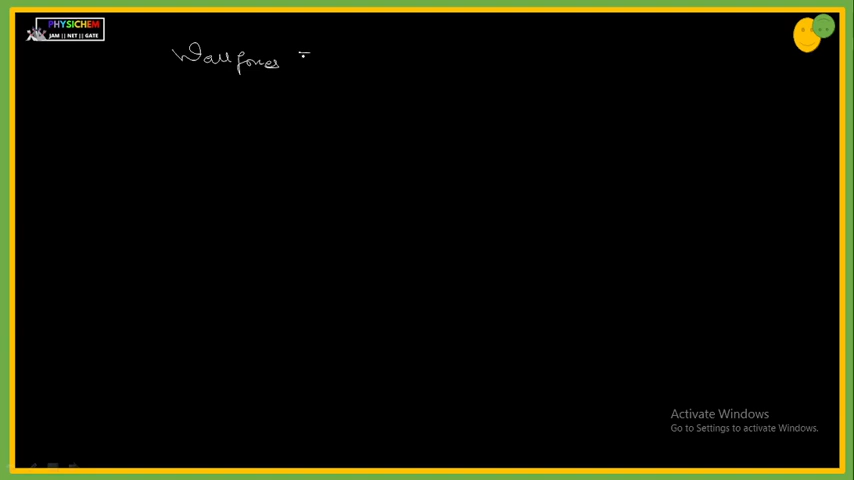 PHYSICHEM
JAM || NET || GATE
Wall forces
Activate Windows
Go to Settings to activate Windows.